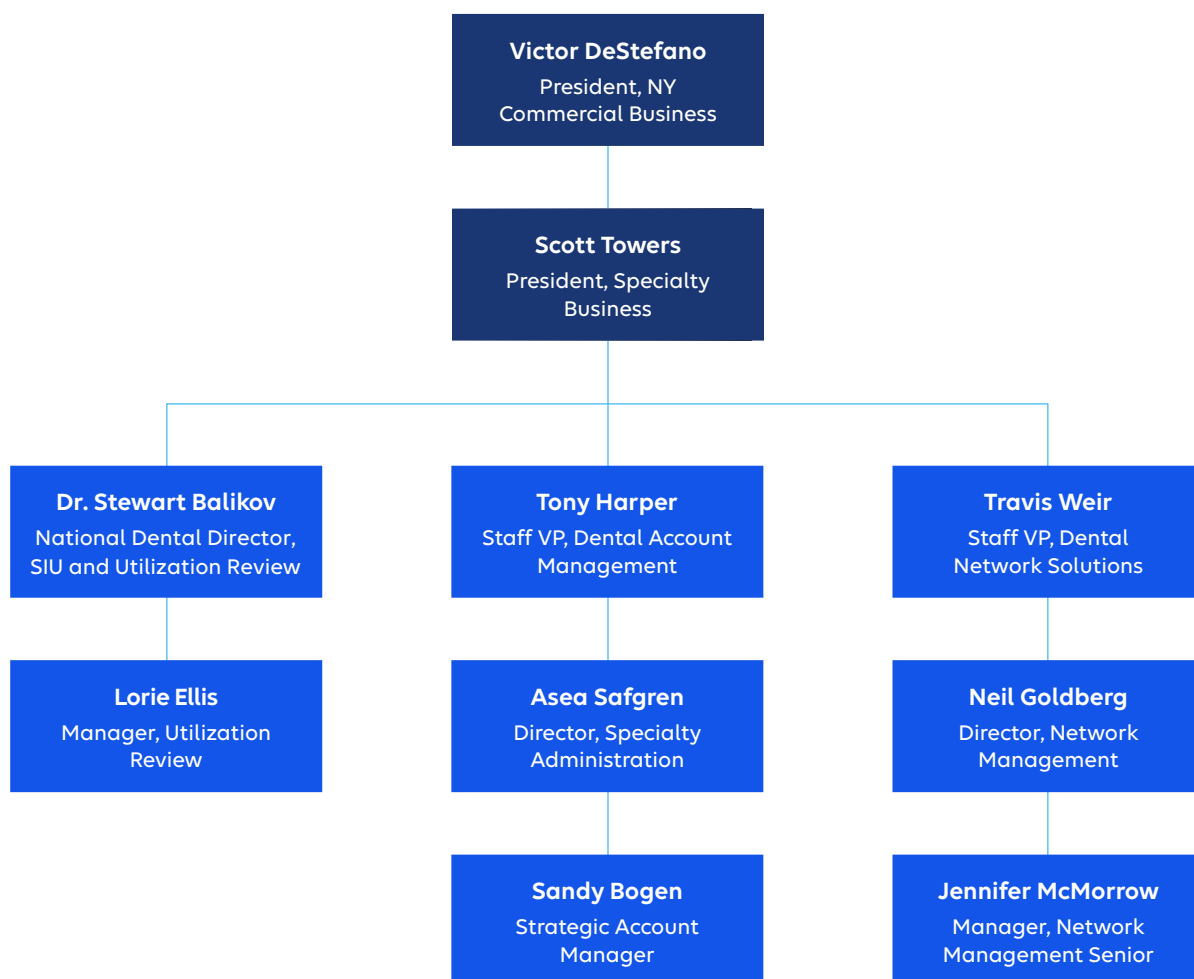 Victor DeStefano
President, NY
Commercial Business
Scott Towers
President, Specialty
Business
Dr. Stewart Balikov
National Dental Director,
SIU and Utilization Review
Tony Harper
Staff VP, Dental Account
Management
Travis Weir
Staff VP, Dental
Network Solutions
Lorie Ellis
Manager, Utilization
Review
Asea Safgren
Director, Specialty
Administration
Neil Goldberg
Director, Network
Management
Sandy Bogen
Strategic Account
Manager
Jennifer McMorrow
Manager, Network
Management Senior